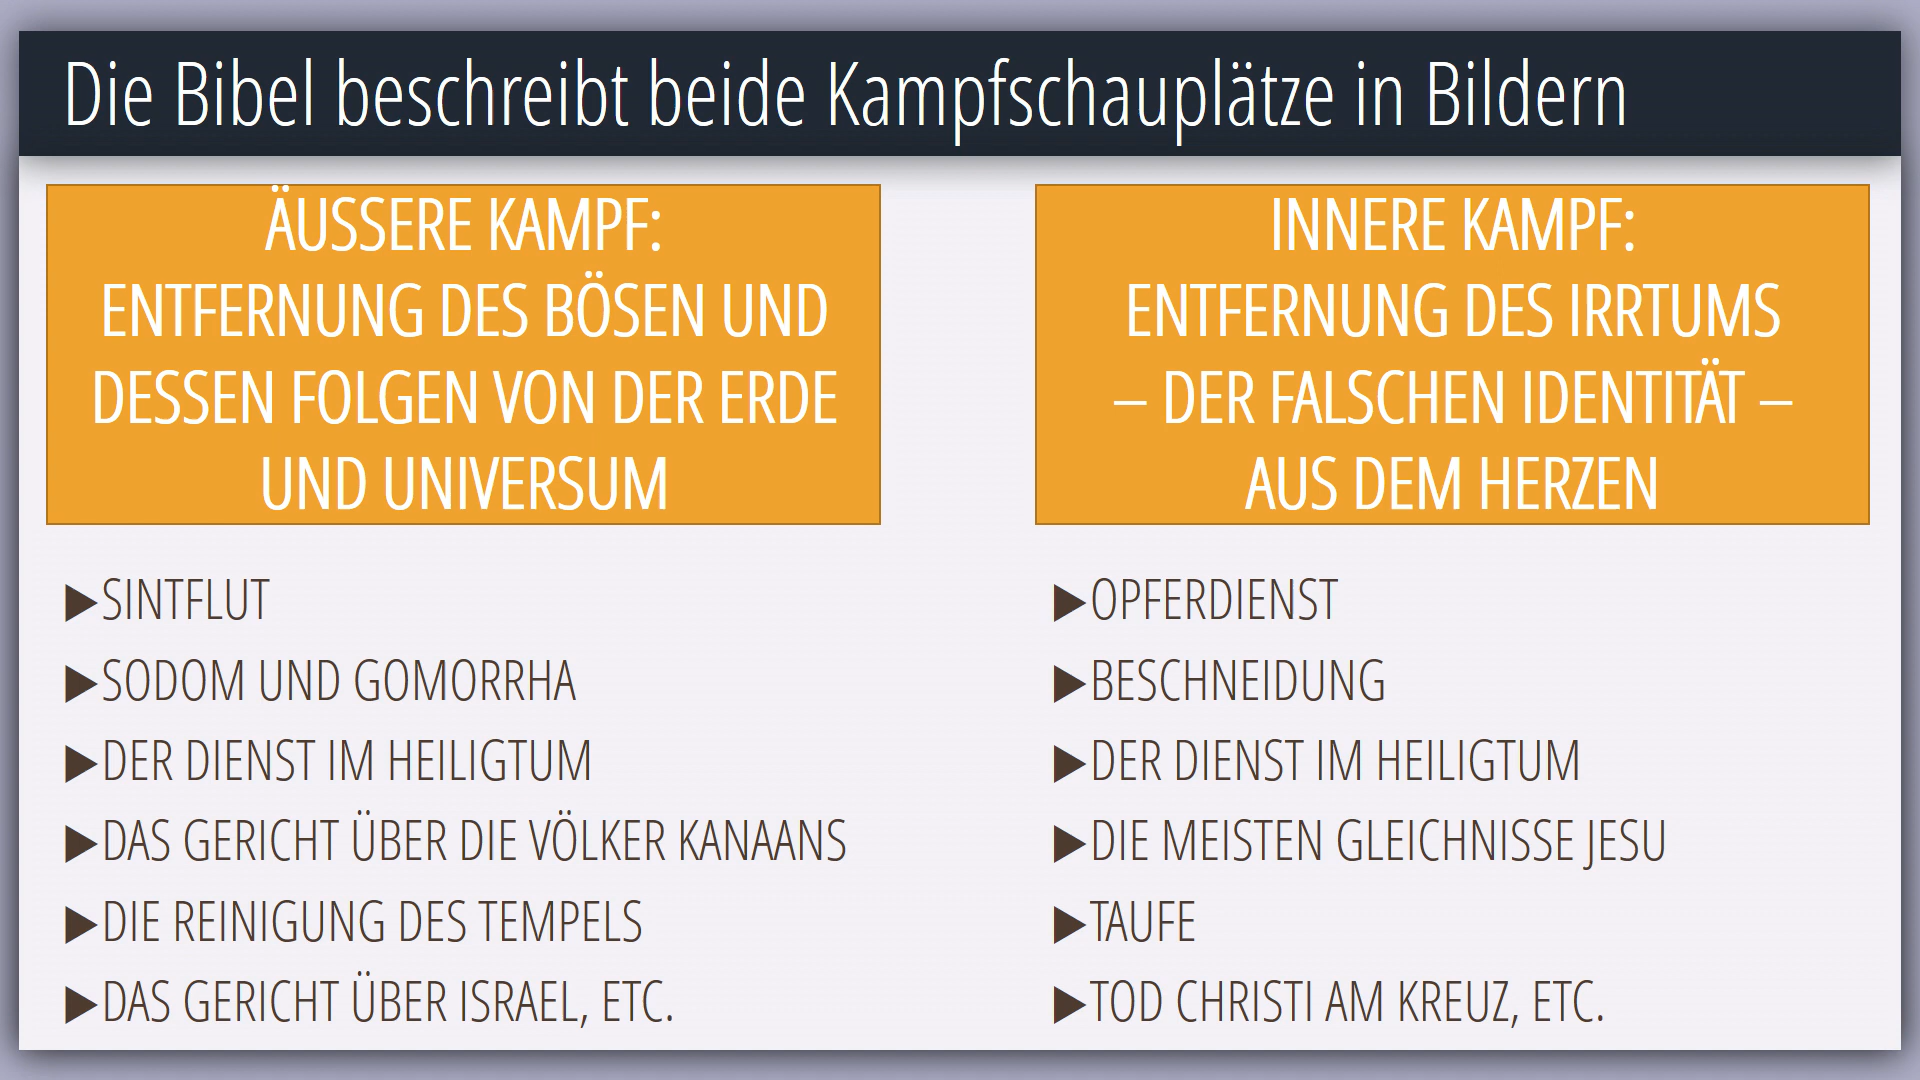 Die Bibel beschreibt beide Kampfschauplätze in Bildern
ÄUSSERE KAMPF:
ENTFERNUNG DES BÖSEN UND
DESSEN FOLGEN VON DER ERDE
UND UNIVERSUM
▶SINTFLUT
▶SODOM UND GOMORRHA
▶DER DIENST IM HEILIGTUM
▶DAS GERICHT ÜBER DIE VÖLKER KANAANS
▶DIE REINIGUNG DES TEMPELS
▶DAS GERICHT ÜBER ISRAEL, ETC.
INNERE KAMPF:
ENTFERNUNG DES IRRTUMS
– DER FALSCHEN IDENTITÄT –
AUS DEM HERZEN
▶OPFERDIENST
▶BESCHNEIDUNG
▶DER DIENST IM HEILIGTUM
▶DIE MEISTEN GLEICHNISSE JESU
▶TAUFE
▶TOD CHRISTI AM KREUZ, ETC.